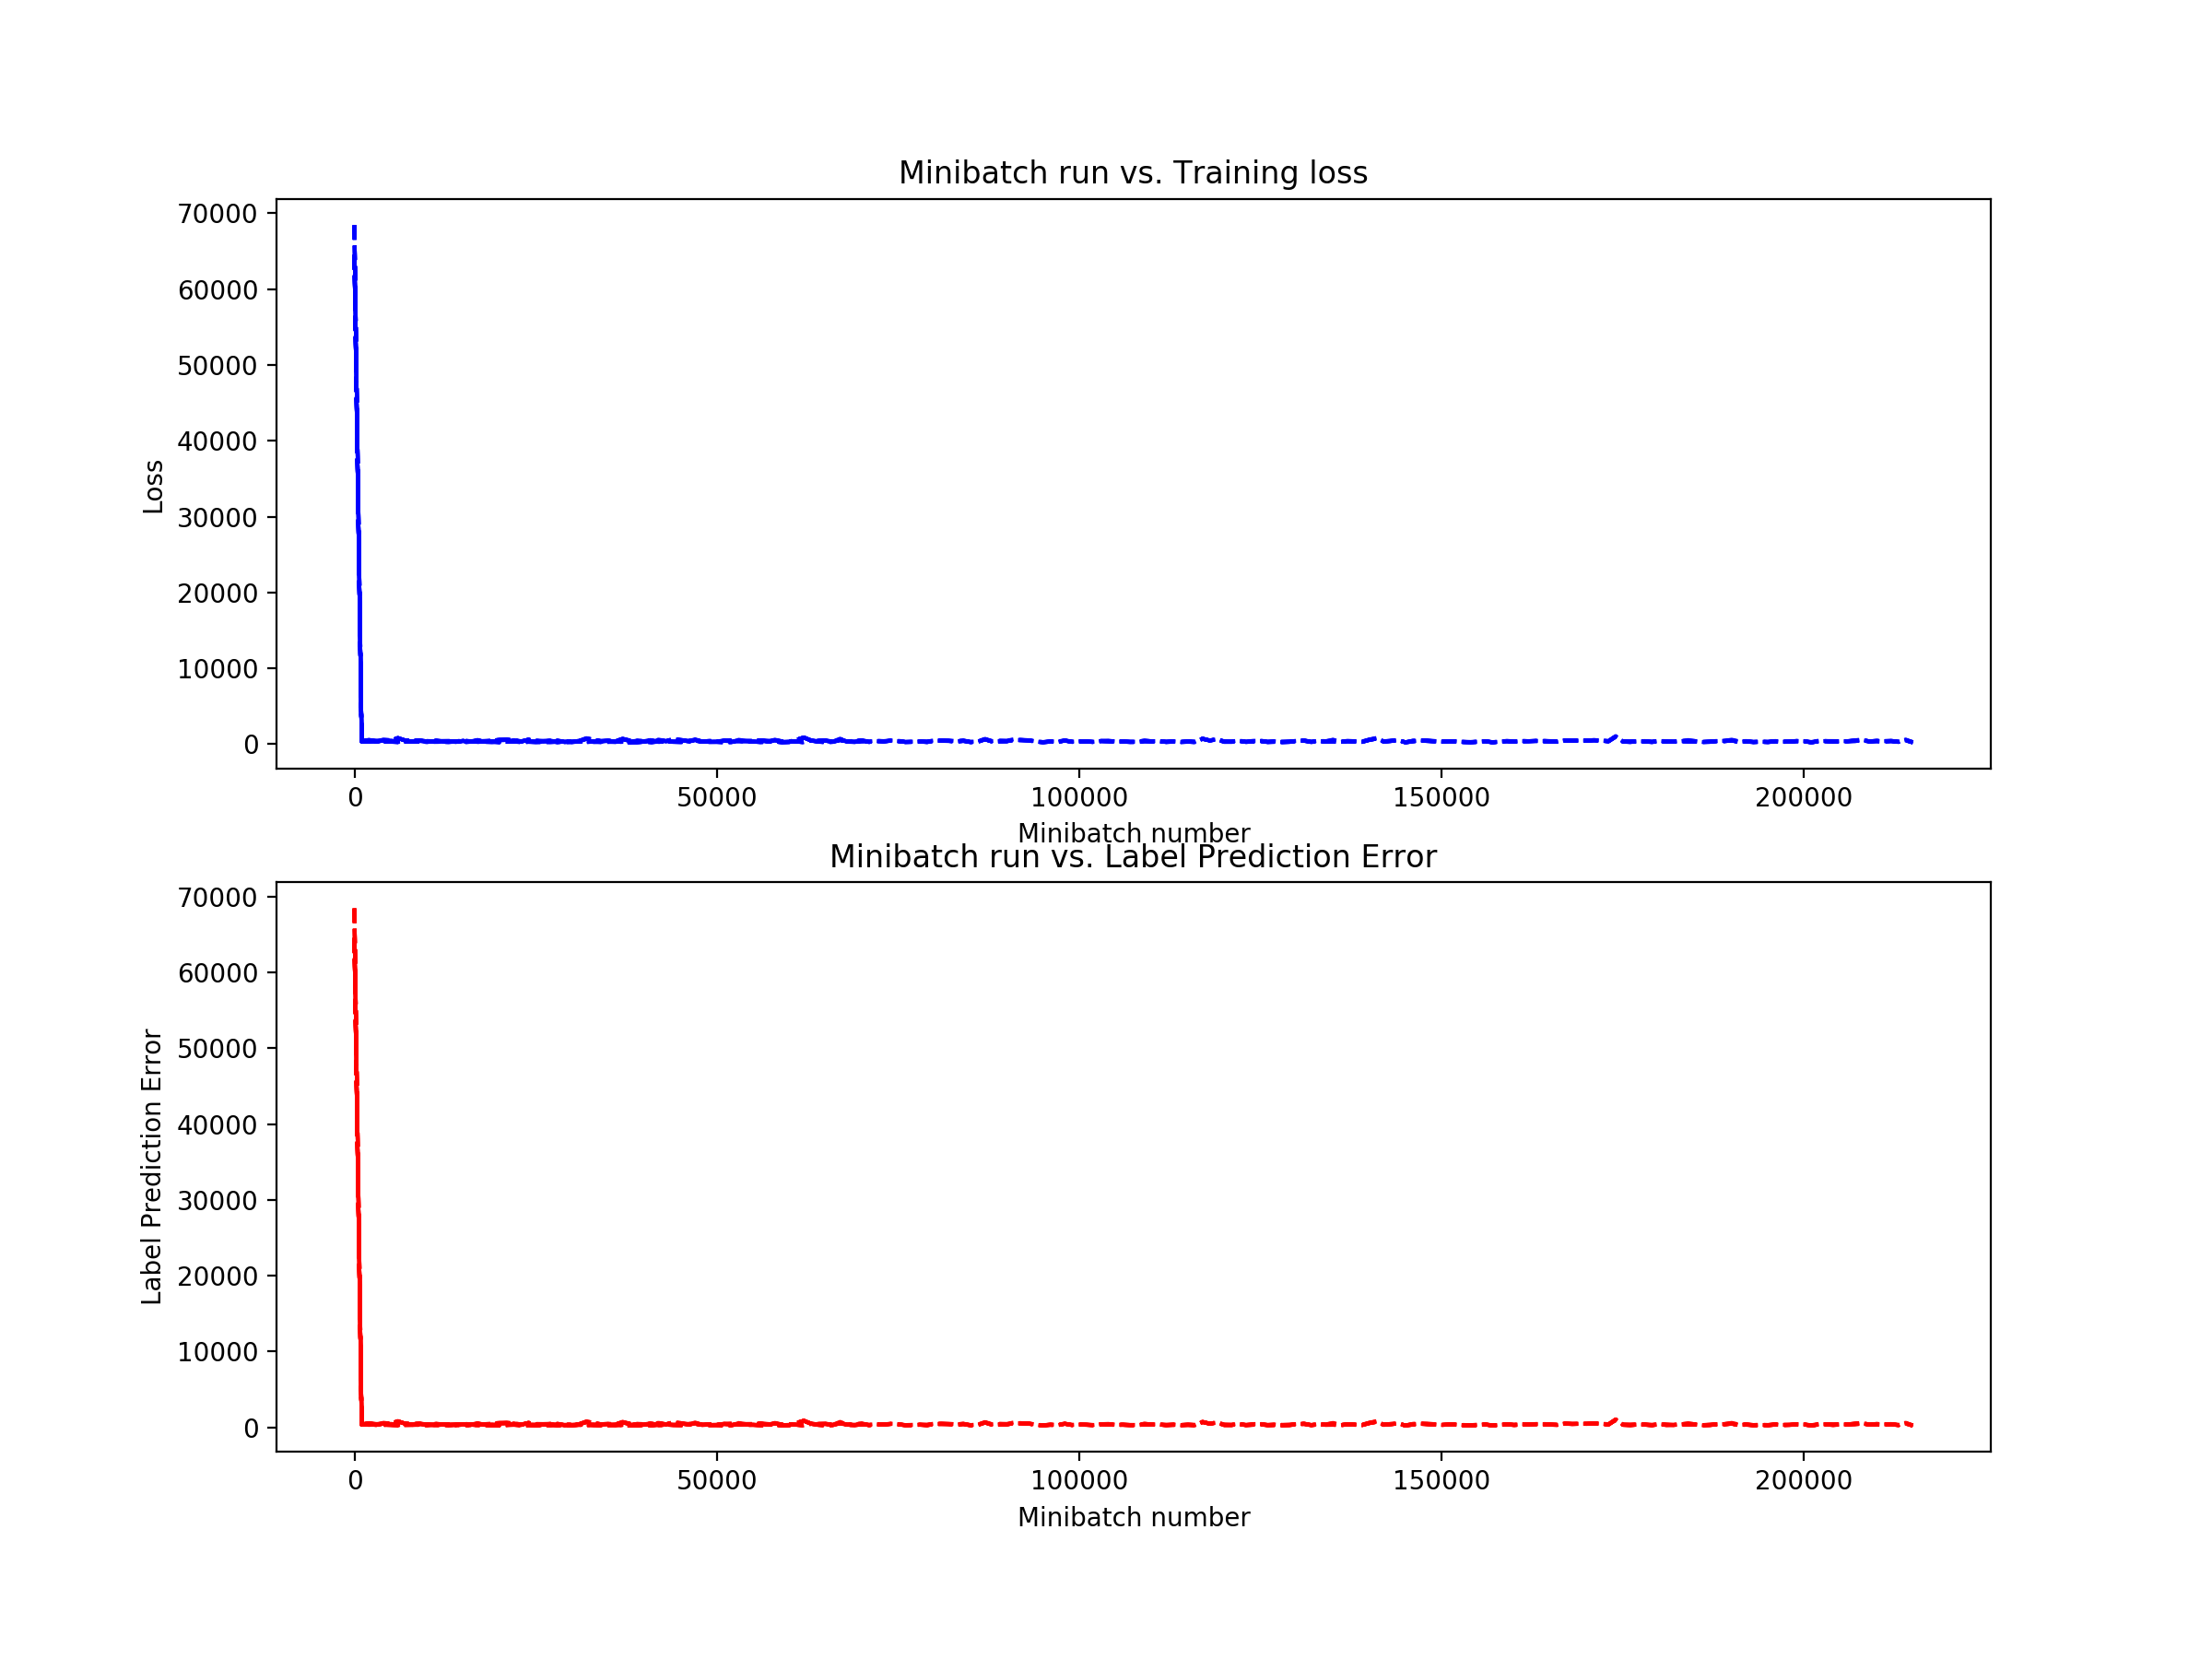 Minibatch run vs. Training loss
70000
60000
50000
40000
30000
20000
10000
0
Loss
0 50000 100000 150000 200000
Minibatch number
Minibatch run vs. Label Prediction Error
70000
60000
50000
40000
30000
20000
10000
0
Label Prediction Error
0 50000 100000 150000 200000
Minibatch number